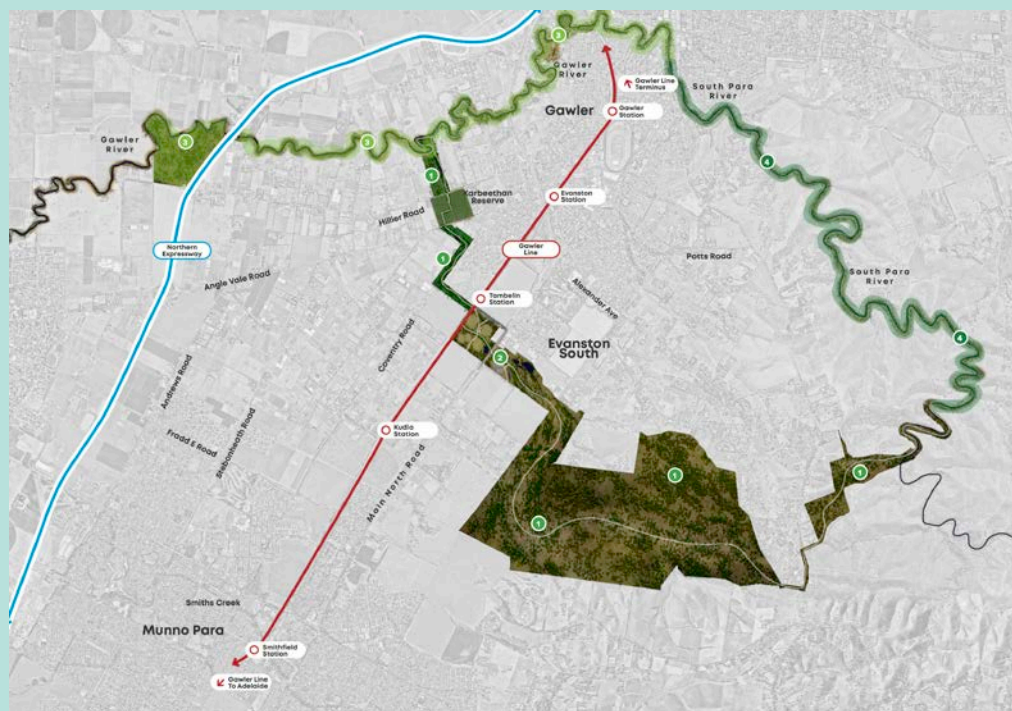 3
Gawler
River
South Para
River
Gawler Line
Terminus
Gawler
Gawler
Station
Gawler
River
3
3
4
1
Karbeethan
Reserve
Evanston
Station
Hillier Road
Northern
Expressway
Gawler
Line
1
Potts Road
South Para
River
Angle Vale Road
Alexander Ave
Tambelin
Station
4
Coventry Road
Evanston
South
2
Andrews Road
Kudla
Station
Fradd E Road
Stebonheath Road
Main North Road
1
1
1
Smiths Creek
Munno Para
Smithfield
Station
Gawler Line
To Adelaide